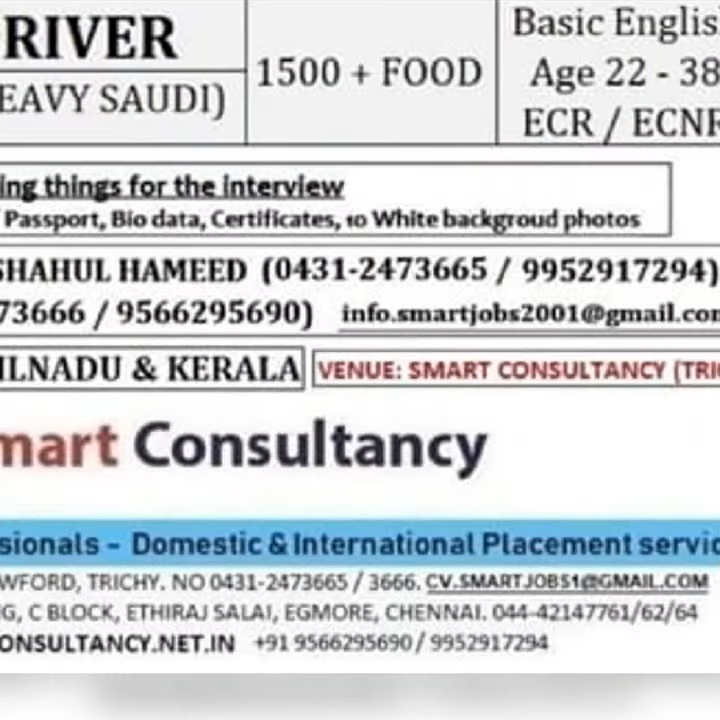 RIVER
EAVY SAUDI)
1500 + FOOD
Basic Englis
Age 22 - 38
ECR / ECNR
ing things for the interview
Passport, Bio data, Certificates, 10 White backgroud photos
SHAHUL HAMEED (0431-2473665 / 9952917294)
73666 / 9566295690) info.smartjobs2001@gmail.com
ILNADU & KERALA
VENUE: SMART CONSULTANCY (TRIC
mart Consultancy
sionals - Domestic & International Placement servic
WFORD, TRICHY. NO 0431-2473665 / 3666. CV.SMARTJOBS1@GMAIL.COM
G, C BLOCK, ETHIRAJ SALAI, EGMORE, CHENNAI. 044-42147761/62/64
ONSULTANCY.NET.IN +91 9566295690 / 9952917294